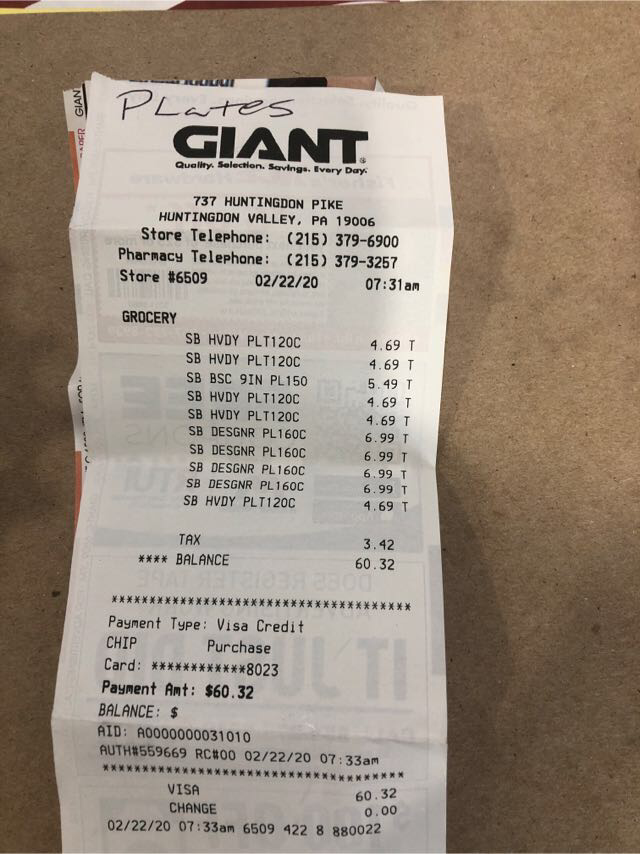 Plates
GIANT
Quality. Selection. Savings. Every Day.
737 HUNTINGDON PIKE
HUNTINGDON VALLEY, PA 19006
Store Telephone: (215) 379-6900
Pharmacy Telephone: (215) 379-3257
Store #6509 02/22/20 07:31am
GROCERY
SB HVDY PLT120C 4.69 T
SB HVDY PLT120C 4.69 T
SB BSC 9IN PL150 5.49 T
SB HVDY PLT120C 4.69 T
SB HVDY PLT120C 4.69 T
SB DESGNR PL160C 6.99 T
SB DESGNR PL160C 6.99 T
SB DESGNR PL160C 6.99 T
SB DESGNR PL160C 6.99 T
SB HVDY PLT120C 4.69 T
TAX 3.42
**** BALANCE 60.32
************************************
Payment Type: Visa Credit
CHIP Purchase
Card: ************8023
Payment Amt: $60.32
BALANCE: $
AID: A0000000031010
AUTH#559669 RC#00 02/22/20 07:33am
************************************
VISA 60.32
CHANGE 0.00
02/22/20 07:33am 6509 422 8 880022